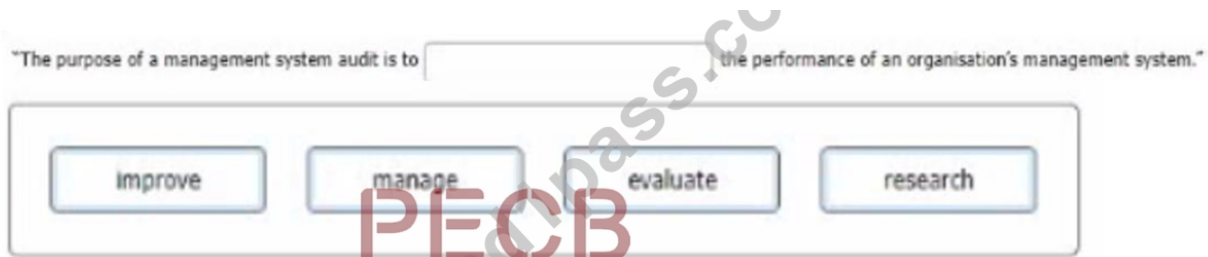 "The purpose of a management system audit is to the performance of an organisation's management system."
improve manage evaluate research
PECB